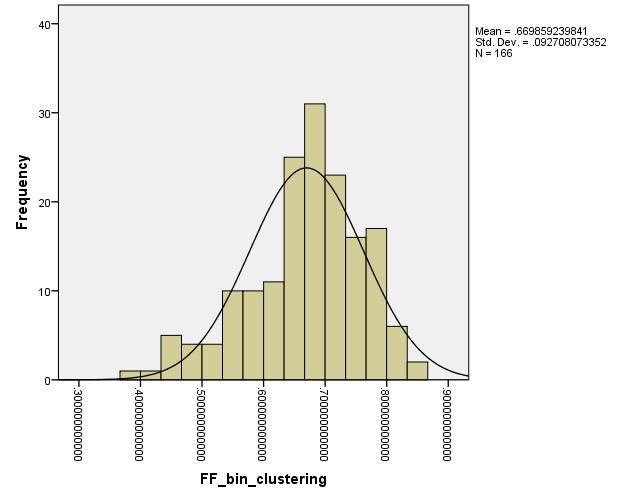 Mean = .669859239841
Std. Dev. = .092708073352
N = 166
40
30
20
10
0
Frequency
.300000000000
.400000000000
.500000000000
.600000000000
.700000000000
.800000000000
.900000000000
FF_bin_clustering